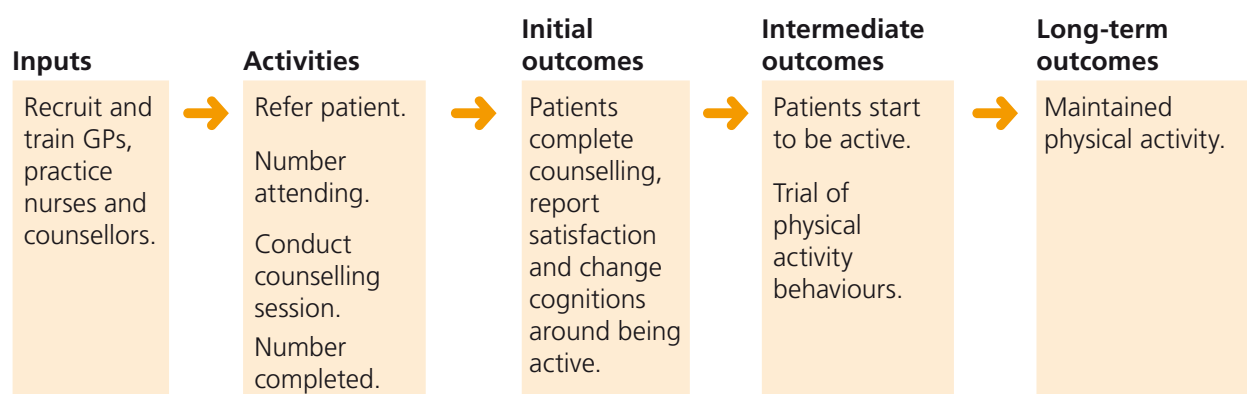 Inputs
Recruit and
train GPs,
practice
nurses and
counsellors.
Activities
Refer patient.
Number
attending.
Conduct
counselling
session.
Number
completed.
Initial
outcomes
Patients
complete
counselling,
report
satisfaction
and change
cognitions
around being
active.
Intermediate
outcomes
Patients start
to be active.
Trial of
physical
activity
behaviours.
Long-term
outcomes
Maintained
physical activity.